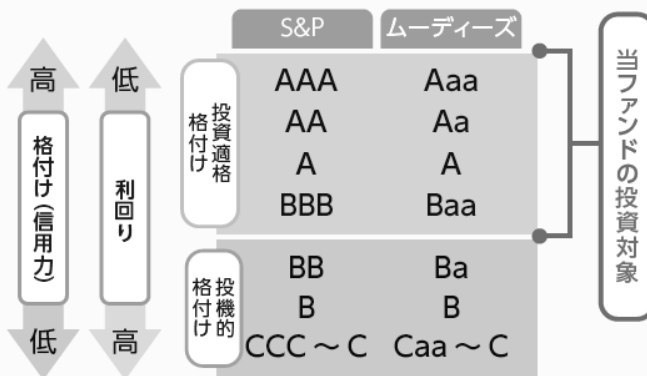 S&P ムーディーズ
高 低
格付け(信用力)
利回り
低 高
投資適格格付け
AAA Aaa
AA Aa
A A
BBB Baa
投機的格付け
BB Ba
B B
CCC ～ C Caa ～ C
当ファンドの投資対象